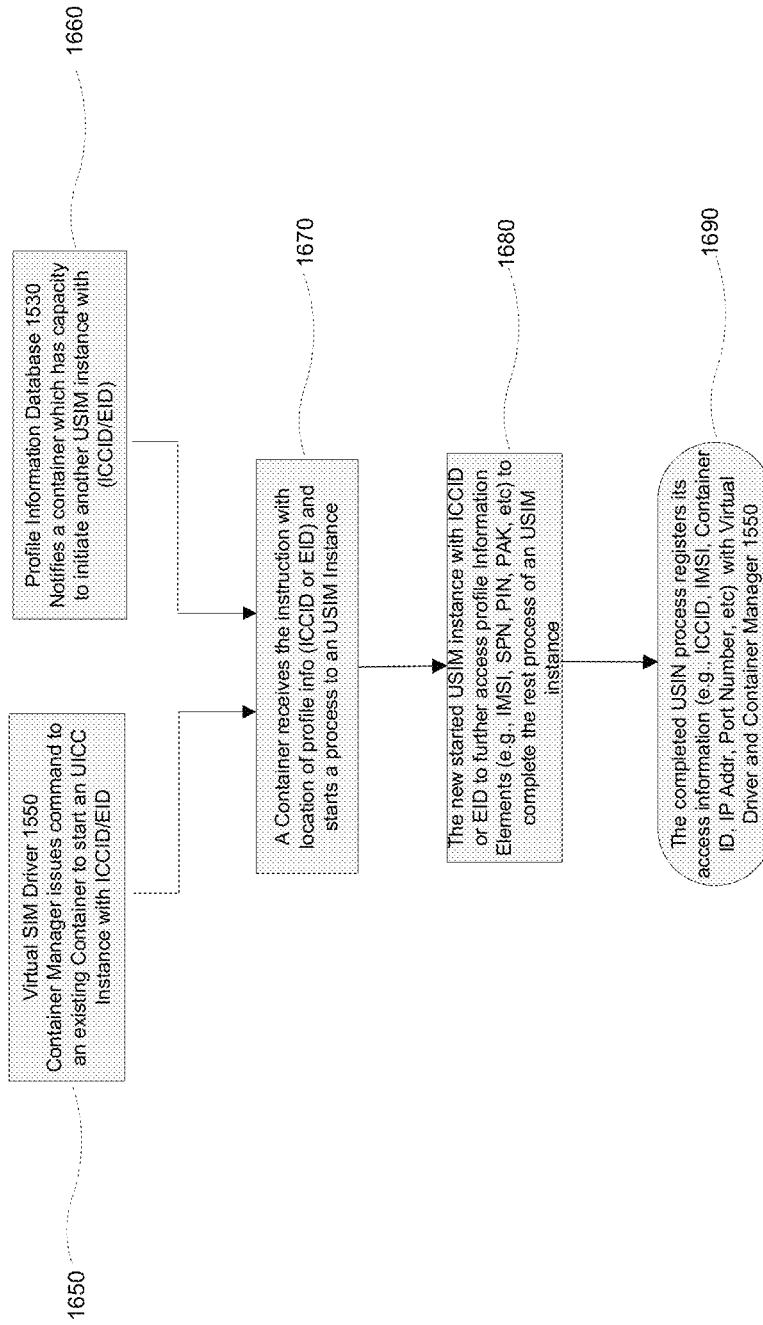 1650
Virtual SIM Driver 1550
Container Manager issues command to
an existing Container to start an UICC
Instance with ICCID/EID
Profile Information Database 1530
Notifies a container which has capacity
to initiate another USIM instance with
(ICCID/EID)
1660
A Container receives the instruction with
location of profile info (ICCID or EID) and
starts a process to an USIM Instance
1670
The new started USIM instance with ICCID
or EID to further access profile Information
Elements (e.g., IMSI, SPN, PIN, PAK, etc) to
complete the rest process of an USIM
instance
1680
The completed USIN process registers its
access information (e.g., ICCID, IMSI, Container
ID, IP Addr, Port Number, etc) with Virtual
Driver and Container Manager 1550
1690